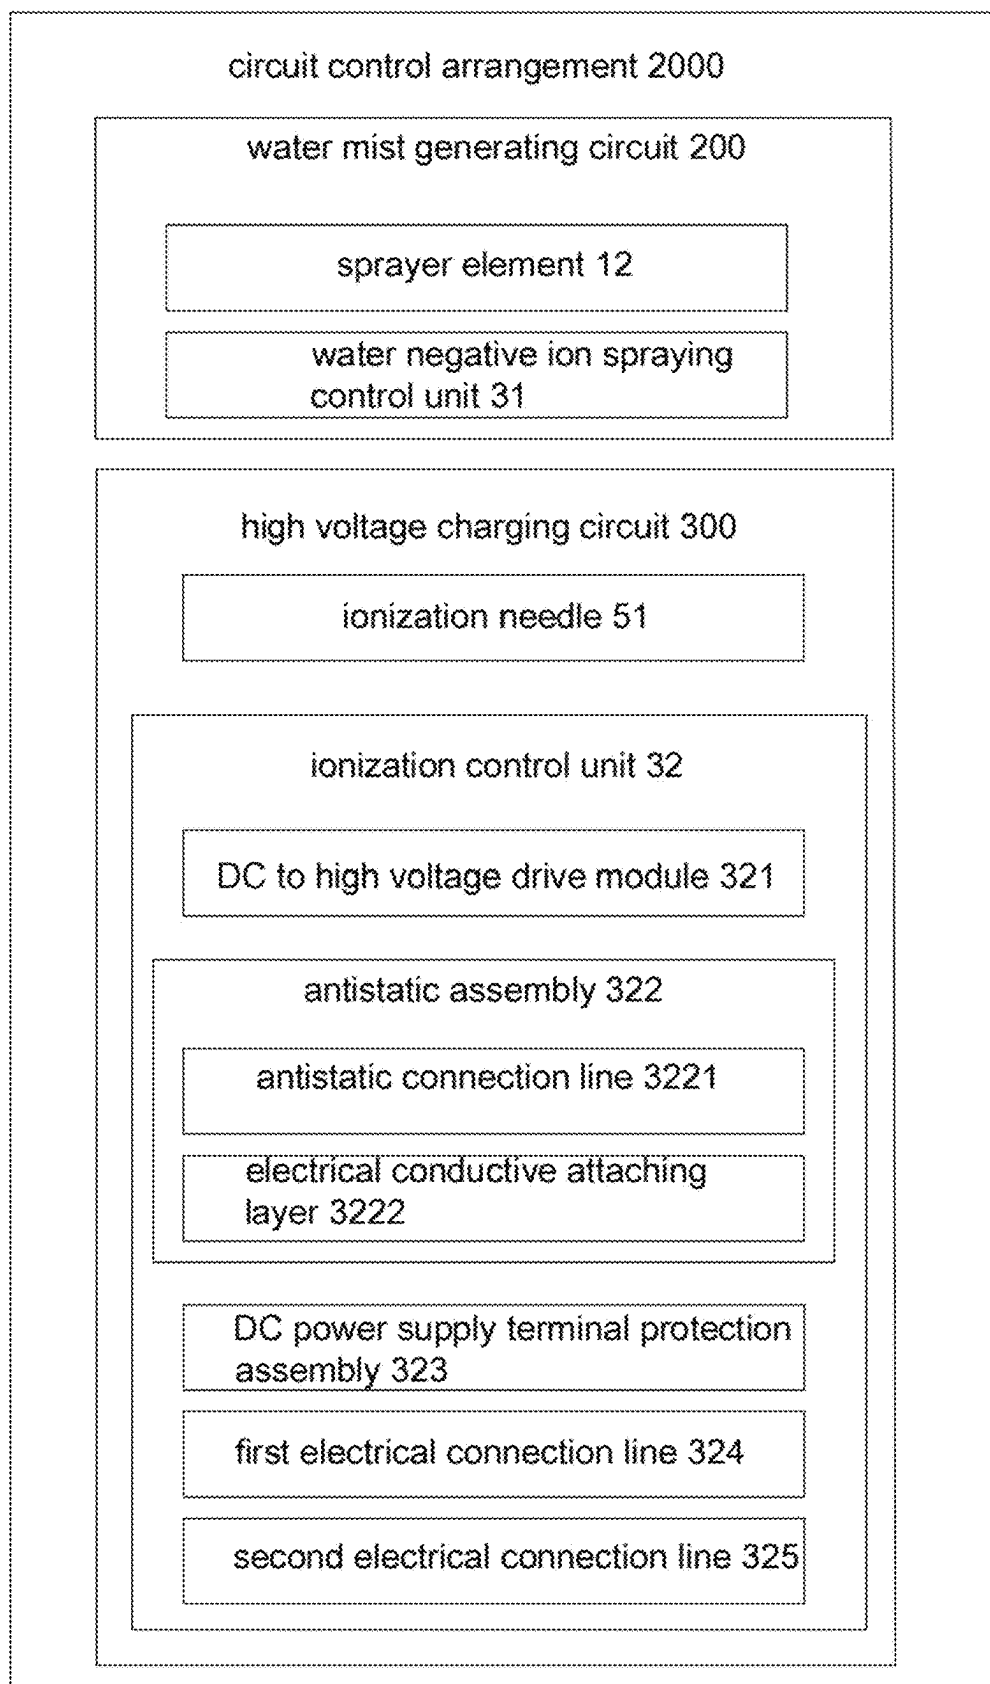 circuit control arrangement 2000
water mist generating circuit 200
sprayer element 12
water negative ion spraying
control unit 31
high voltage charging circuit 300
ionization needle 51
ionization control unit 32
DC to high voltage drive module 321
antistatic assembly 322
antistatic connection line 3221
electrical conductive attaching
layer 3222
DC power supply terminal protection
assembly 323
first electrical connection line 324
second electrical connection line 325